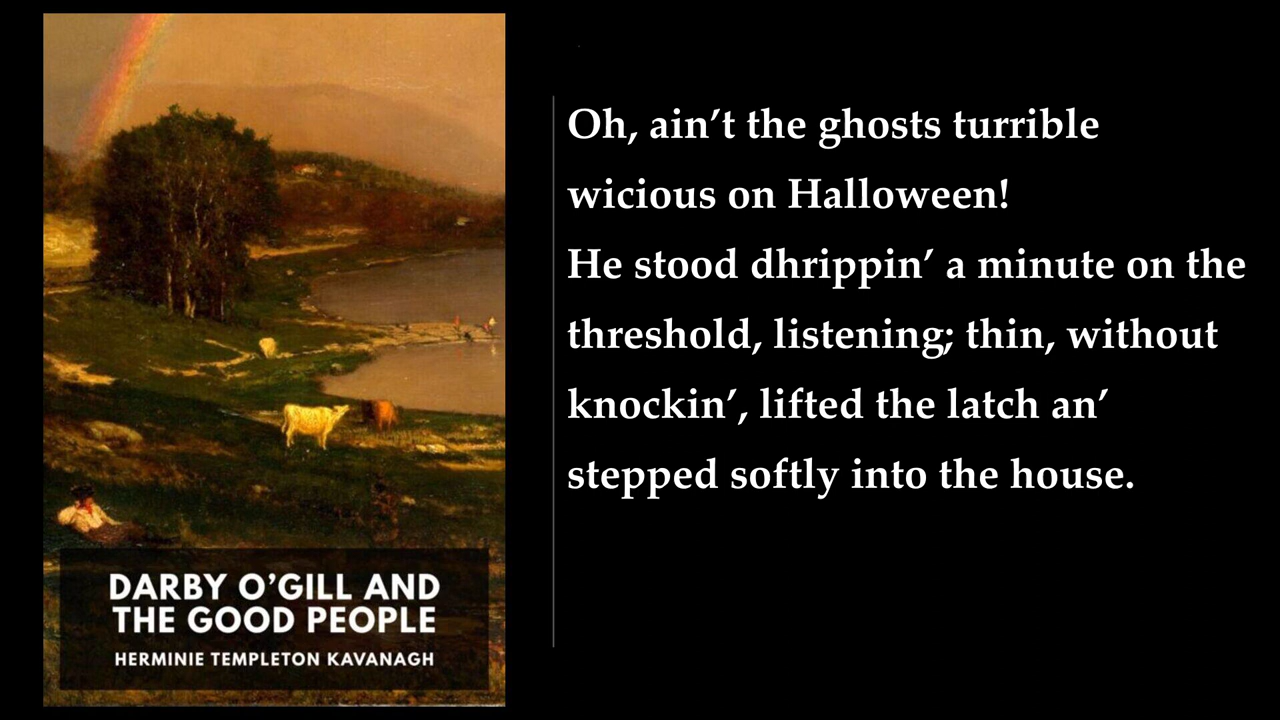 DARBY O’GILL AND
THE GOOD PEOPLE
HERMINIE TEMPLETON KAVANAGH
Oh, ain’t the ghosts turrible
wicious on Halloween!
He stood dhrippin’ a minute on the
threshold, listening; thin, without
knockin’, lifted the latch an’
stepped softly into the house.